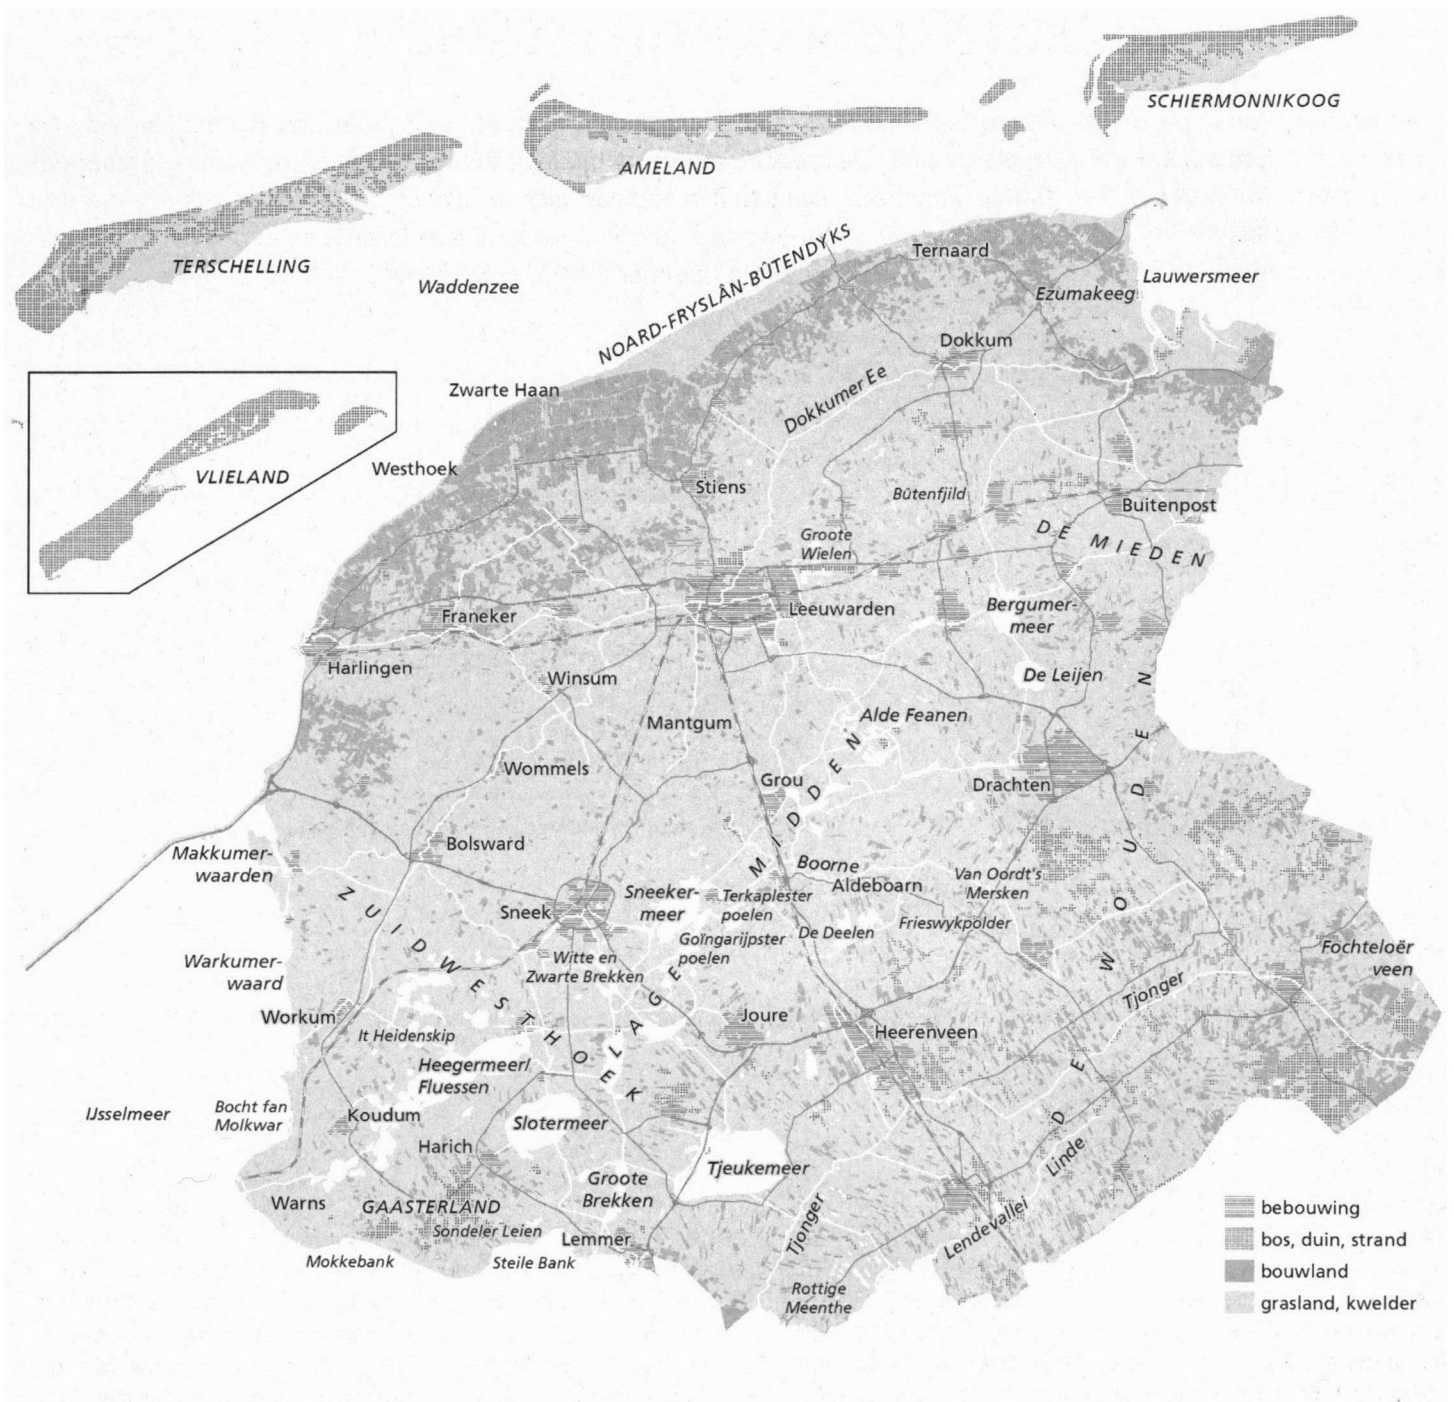 SCHIERMONNIKOOG
AMELAND
TERSCHELLING
Waddenzee
NOARD-FRYSLÂN-BÛTENDYKS
Ternaard
Lauwersmeer
Ezumakeeg
Dokkum
Zwarte Haan
Dokkumer Ee
VLIELAND
Westhoek
Stiens
Bûtenfjild
Buitenpost
DE MIEDEN
Groote
Wielen
Franeker
Leeuwarden
Bergumer-
meer
Harlingen
Winsum
De Leijen
Mantgum
Alde Feanen
Wommels
Grou
Drachten
MIDDEN
Bolsward
Makkumer-
waarden
Boorne
Aldeboarn
Van Oordt's
Mersken
WOUDEN
ZUIDWESTHOEK
Sneek
Sneeker-
meer
Terkaplester
poelen
De Deelen
Frieswykpolder
Goïngarijpster
poelen
Fochteloër
veen
Warkumer-
waard
Witte en
Zwarte Brekken
LAGE
Tjonger
Workum
It Heidenskip
Joure
Heerenveen
Heegermeer/
Fluessen
DE
IJsselmeer
Bocht fan
Molkwar
Koudum
Slotermeer
Harich
Tjeukemeer
Linde
Groote
Brekken
Warns
GAASTERLAND
Sondeler Leien
Lemmer
Tjonger
Lendevallei
Mokkebank
Steile Bank
Rottige
Meenthe
bebouwing
bos, duin, strand
bouwland
grasland, kwelder